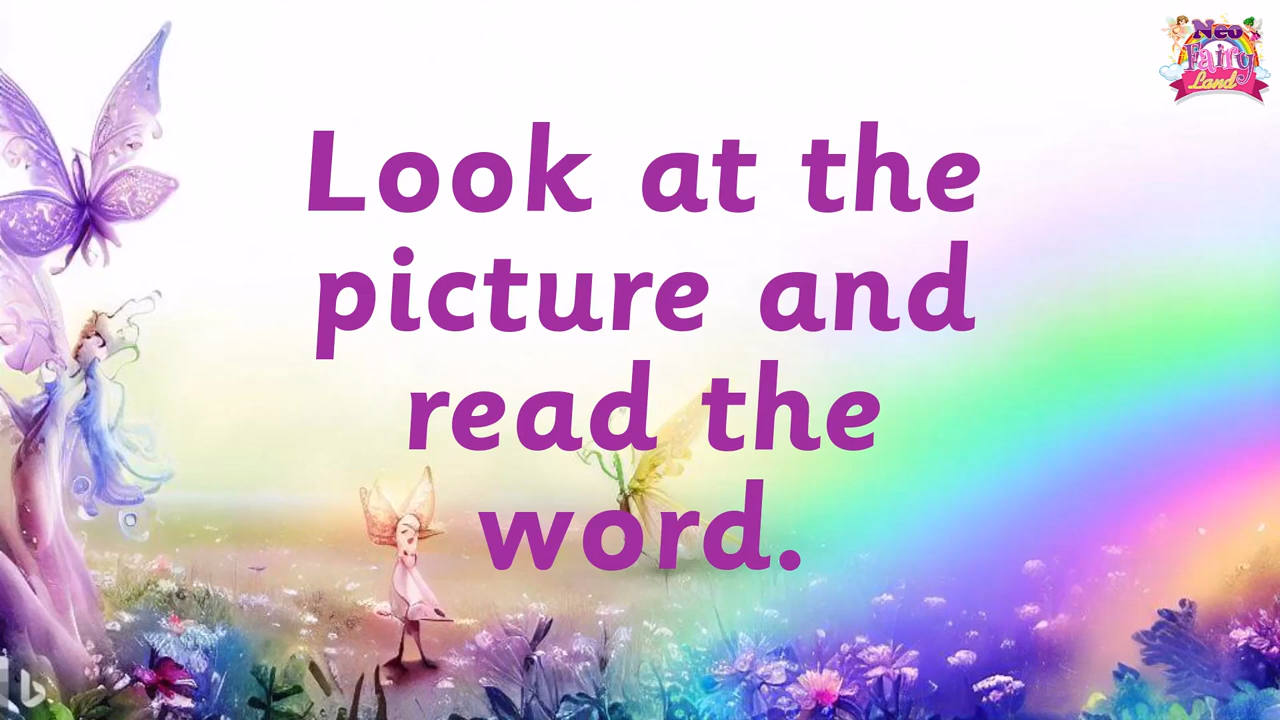 Neo
Fairy
Land
Look at the
picture and
read the
word.
b